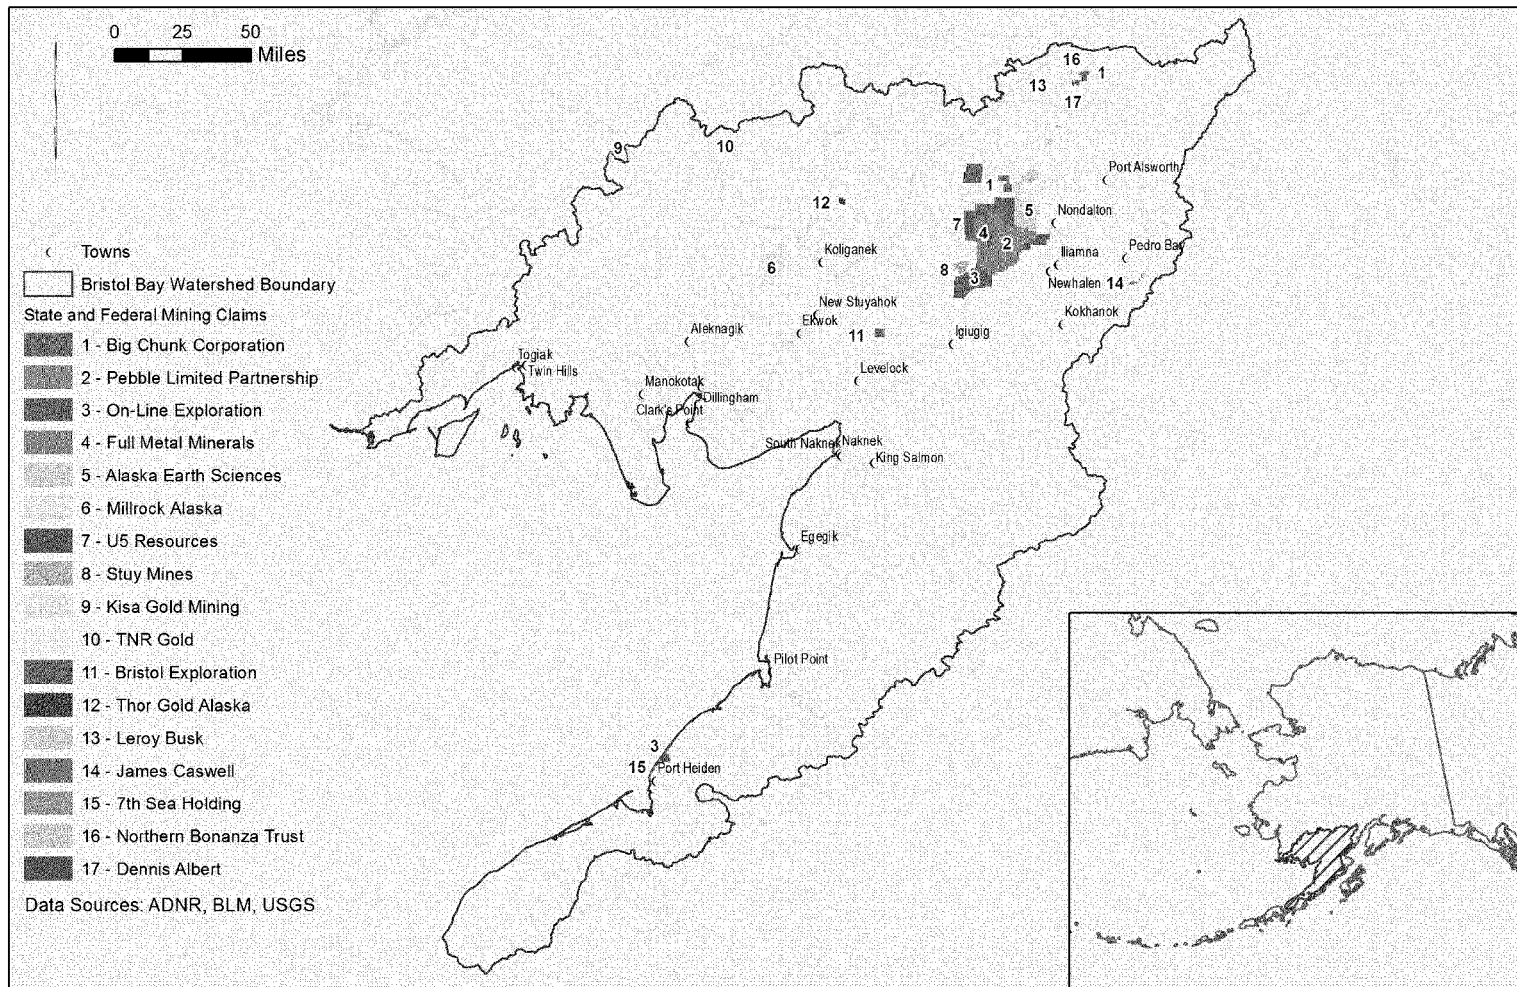 0 25 50
Miles
16
13 1
17
9 10
Port Alsworth
1
12
7 5 Nondalton
4 2
Koliganek
Pedro Bay
6 8 3 Iliamna
Newhalen 14
New Stuyahok
Ekwok
11
Kokhanok
Aleknagik
Igiugig
Togiak
Twin Hills
Levelock
Manokotak
Dillingham
Clark's Point
South Naknek Naknek
King Salmon
Egegik
Pilot Point
3
15 Port Heiden
Towns
Bristol Bay Watershed Boundary
State and Federal Mining Claims
1 - Big Chunk Corporation
2 - Pebble Limited Partnership
3 - On-Line Exploration
4 - Full Metal Minerals
5 - Alaska Earth Sciences
6 - Millrock Alaska
7 - U5 Resources
8 - Stuy Mines
9 - Kisa Gold Mining
10 - TNR Gold
11 - Bristol Exploration
12 - Thor Gold Alaska
13 - Leroy Busk
14 - James Caswell
15 - 7th Sea Holding
16 - Northern Bonanza Trust
17 - Dennis Albert
Data Sources: ADNR, BLM, USGS